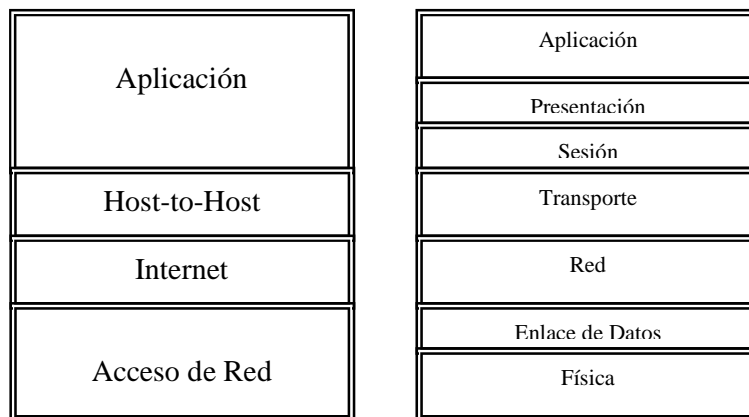 Aplicación
Host-to-Host
Internet
Acceso de Red
Aplicación
Presentación
Sesión
Transporte
Red
Enlace de Datos
Física